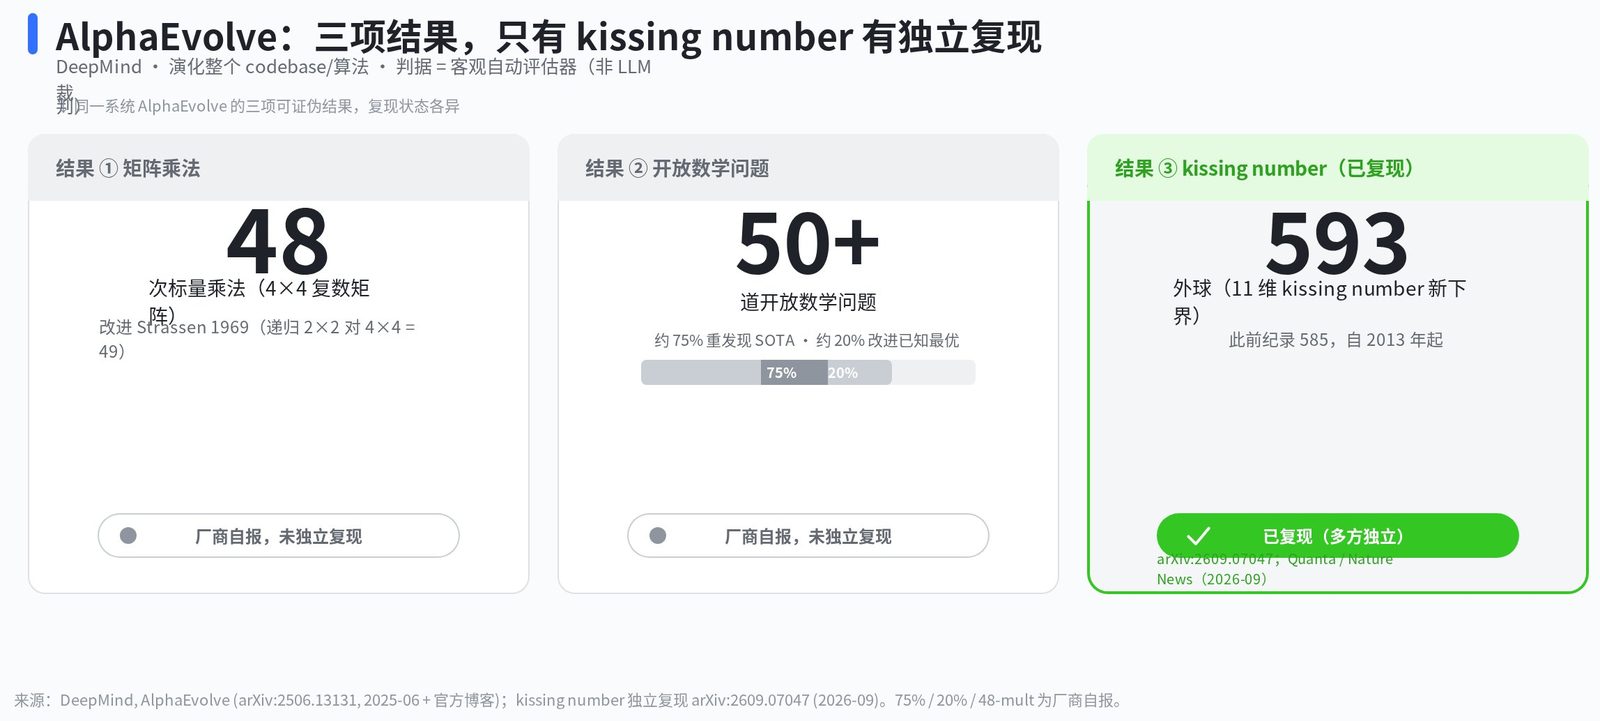 AlphaEvolve：三项结果，只有 kissing number 有独立复现
DeepMind · 演化整个 codebase/算法 · 判据 = 客观自动评估器（非 LLM
裁
判）
同一系统 AlphaEvolve 的三项可证伪结果，复现状态各异
结果 ① 矩阵乘法
48
次标量乘法（4×4 复数矩
阵）
改进 Strassen 1969（递归 2×2 对 4×4 =
49）
厂商自报，未独立复现
结果 ② 开放数学问题
50+
道开放数学问题
约 75% 重发现 SOTA · 约 20% 改进已知最优
75% 20%
厂商自报，未独立复现
结果 ③ kissing number（已复现）
593
外球（11 维 kissing number 新下
界）
此前纪录 585，自 2013 年起
已复现（多方独立）
arXiv:2609.07047；Quanta / Nature
News（2026-09）
来源：DeepMind, AlphaEvolve (arXiv:2506.13131, 2025-06 + 官方博客)；kissing number 独立复现 arXiv:2609.07047 (2026-09)。75% / 20% / 48-mult 为厂商自报。